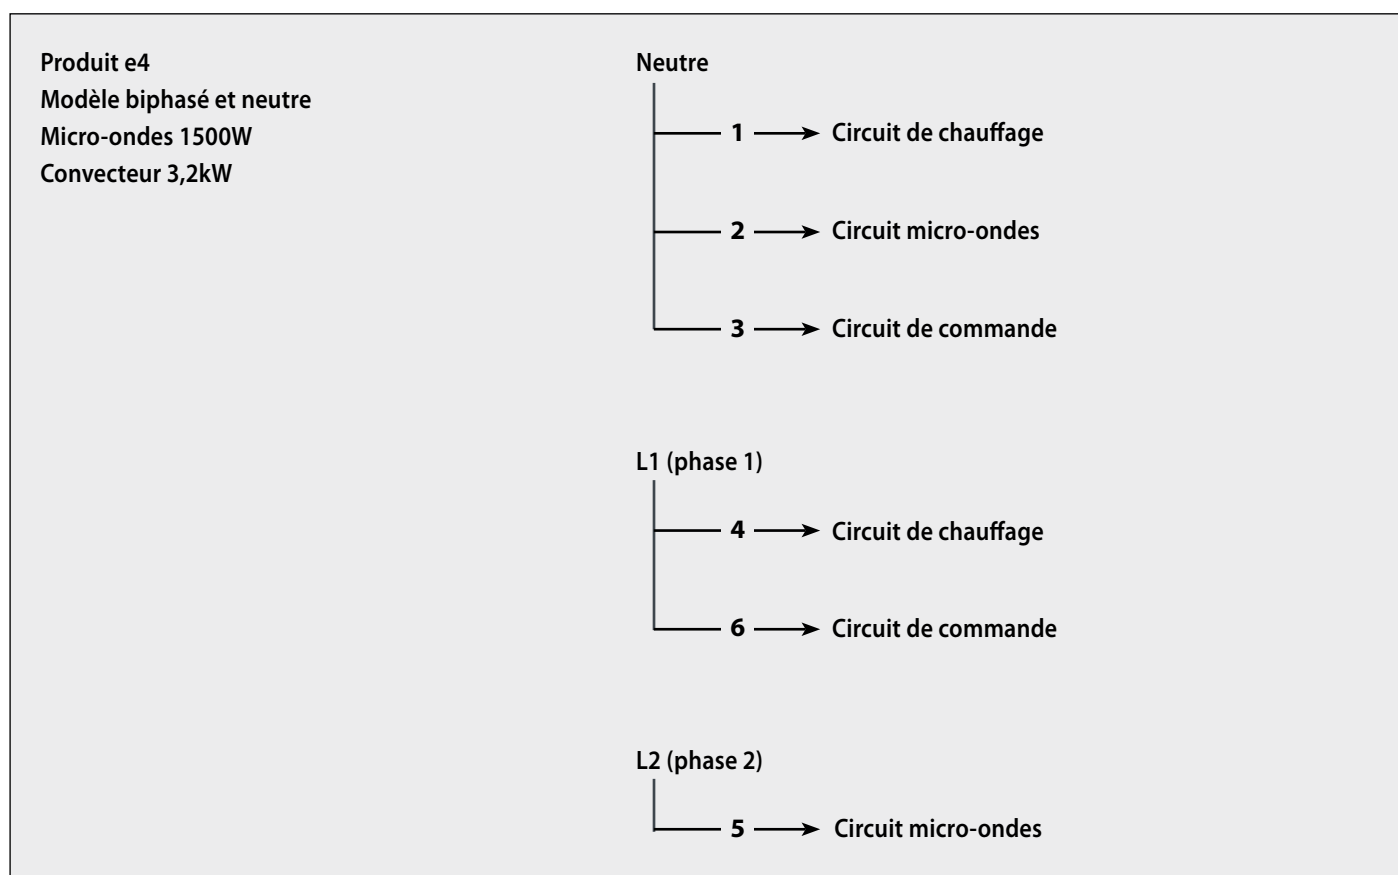 Produit e4
Modèle biphasé et neutre
Micro-ondes 1500W
Convecteur 3,2kW
Neutre
1 Circuit de chauffage
2 Circuit micro-ondes
3 Circuit de commande
L1 (phase 1)
4 Circuit de chauffage
6 Circuit de commande
L2 (phase 2)
5 Circuit micro-ondes